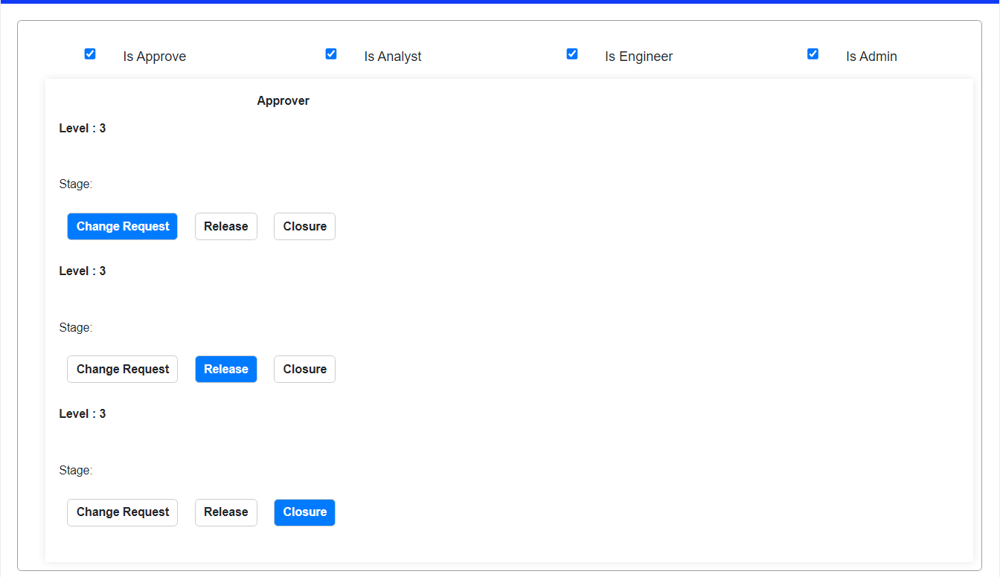 Is Approve Is Analyst Is Engineer Is Admin
Approver
Level : 3
Stage:
Change Request Release Closure
Level : 3
Stage:
Change Request Release Closure
Level : 3
Stage:
Change Request Release Closure